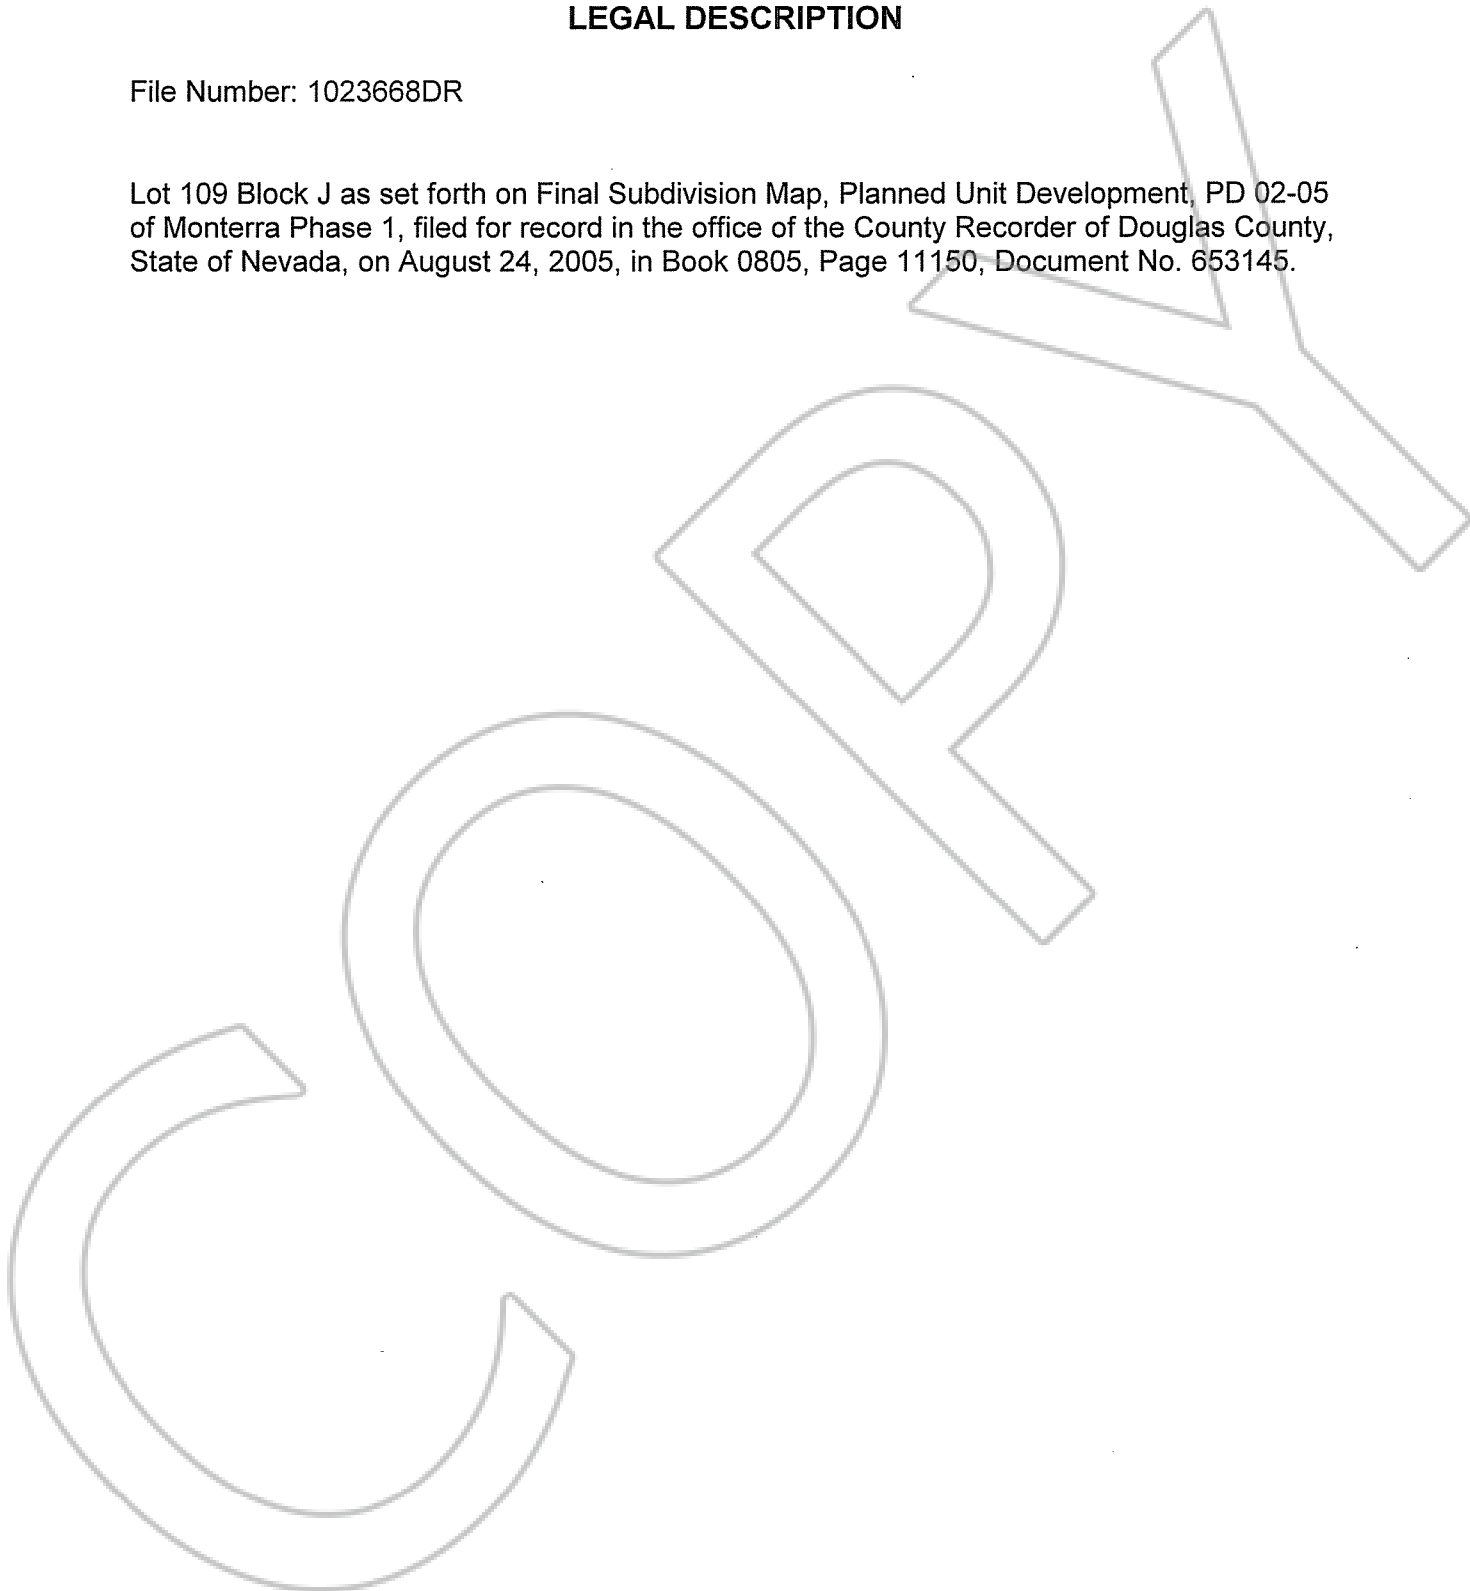 LEGAL DESCRIPTION
File Number: 1023668DR
Lot 109 Block J as set forth on Final Subdivision Map, Planned Unit Development, PD 02-05
of Monterra Phase 1, filed for record in the office of the County Recorder of Douglas County,
State of Nevada, on August 24, 2005, in Book 0805, Page 11150, Document No. 653145.
COPY